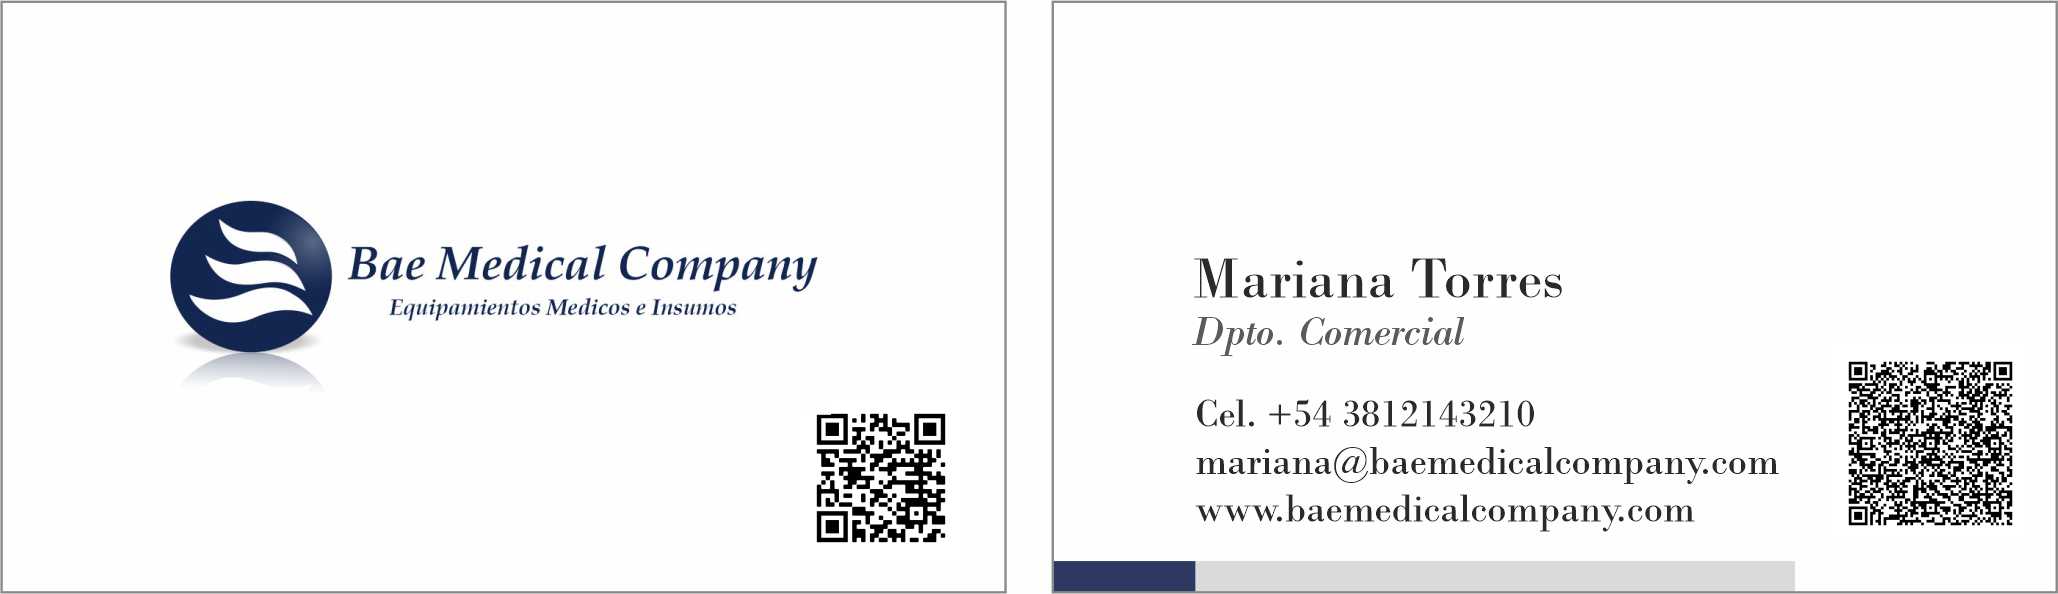 Bae Medical Company
Equipamientos Medicos e Insumos
Mariana Torres
Dpto. Comercial
Cel. +54 3812143210
mariana@baemedicalcompany.com
www.baemedicalcompany.com